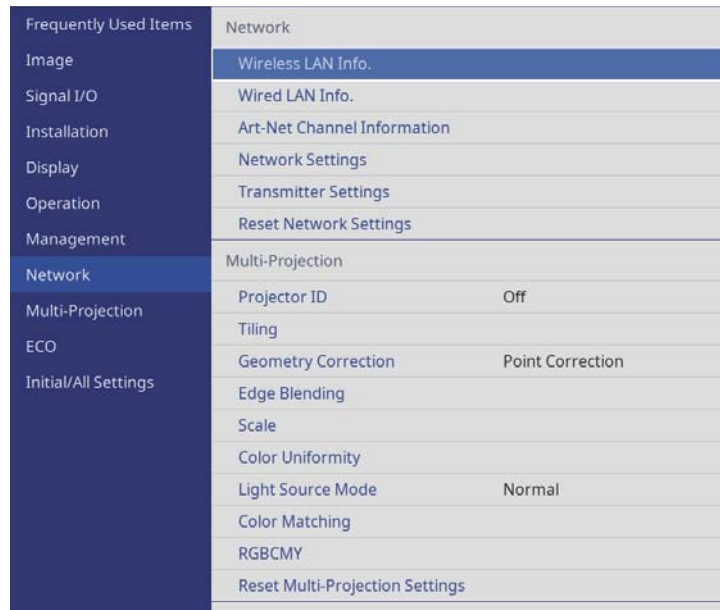 Frequently Used Items
Image
Signal I/O
Installation
Display
Operation
Management
Network
Multi-Projection
ECO
Initial/All Settings
Network
Wireless LAN Info.
Wired LAN Info.
Art-Net Channel Information
Network Settings
Transmitter Settings
Reset Network Settings
Multi-Projection
Projector ID Off
Tiling
Geometry Correction Point Correction
Edge Blending
Scale
Color Uniformity
Light Source Mode Normal
Color Matching
RGBCMY
Reset Multi-Projection Settings